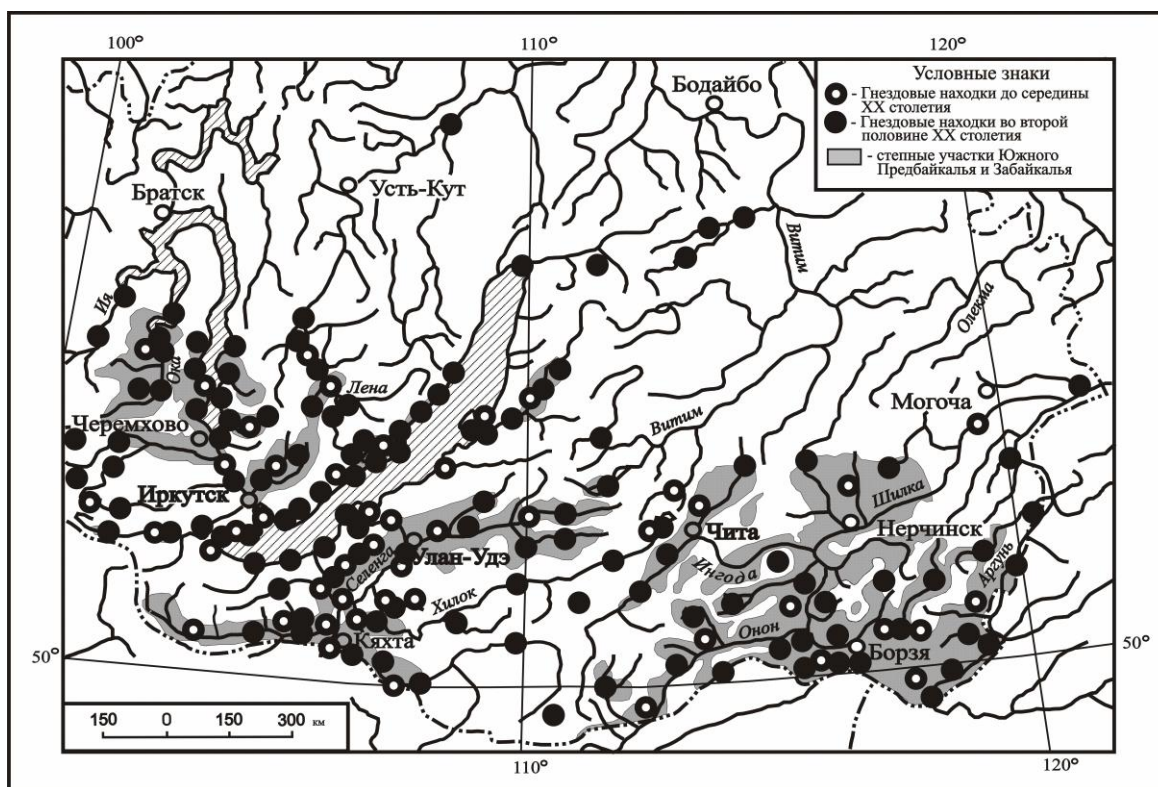 100°
110°
120°
Условные знаки
- Гнездовые находки до середины
XX столетия
- Гнездовые находки во второй
половине XX столетия
- степные участки Южного
Предбайкалья и Забайкалья
Бодайбо
Усть-Кут
Братск
Витим
Ия
Олекма
Ока
Лена
Могоча
Черемхово
Витим
Иркутск
Шилка
Чита
Нерчинск
Улан-Удэ
Селенга
Ингода
Аргунь
Хилок
Онон
Кяхта
Борзя
50°
50°
150 0 150 300 км
110°
120°